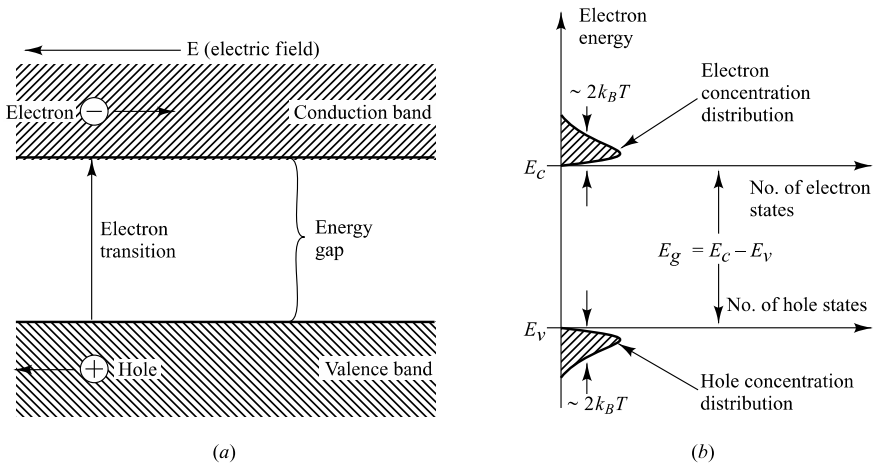 E (electric field)
Electron
−
Conduction band
Electron
transition
Energy
gap
+
Hole
Valence band
(a)
Electron
energy
~ 2k_BT
Electron
concentration
distribution
E_c
No. of electron
states
E_g = E_c – E_v
No. of hole states
E_v
~ 2k_BT
Hole concentration
distribution
(b)